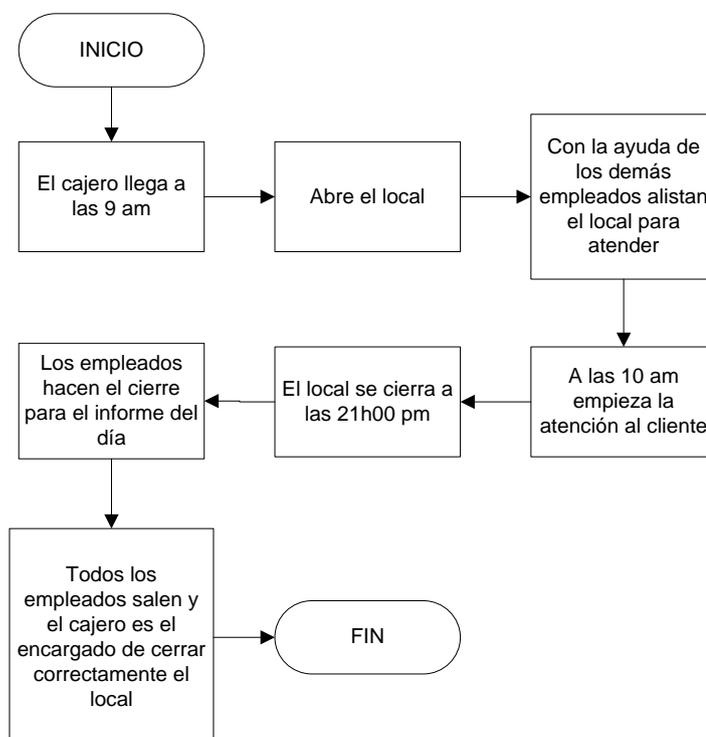 INICIO
El cajero llega a
las 9 am
Abre el local
Con la ayuda de
los demás
empleados alistan
el local para
atender
A las 10 am
empieza la
atención al cliente
El local se cierra a
las 21h00 pm
Los empleados
hacen el cierre
para el informe del
día
Todos los
empleados salen y
el cajero es el
encargado de cerrar
correctamente el
local
FIN